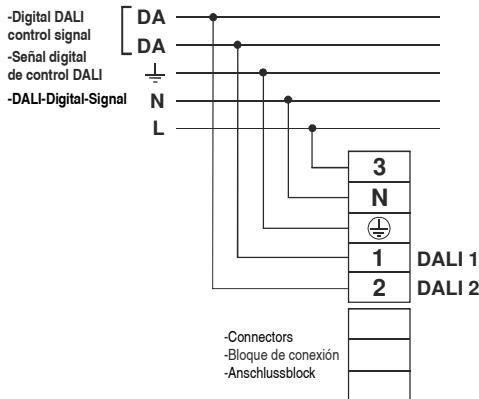 -Digital DALI
control signal
-Señal digital
de control DALI
-DALI-Digital-Signal
DA
DA
N
L
3
N
1 DALI 1
2 DALI 2
-Connectors
-Bloque de conexión
-Anschlussblock